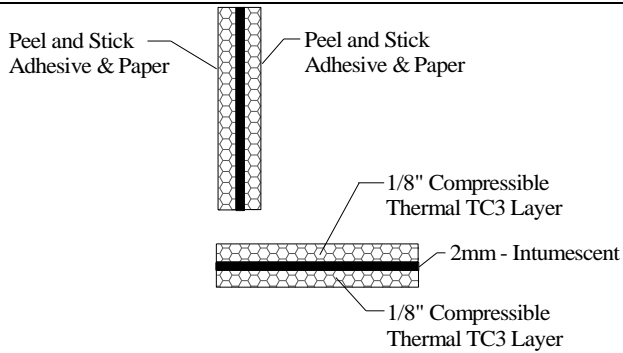 Peel and Stick
Adhesive & Paper
Peel and Stick
Adhesive & Paper
1/8" Compressible
Thermal TC3 Layer
2mm - Intumescent
1/8" Compressible
Thermal TC3 Layer